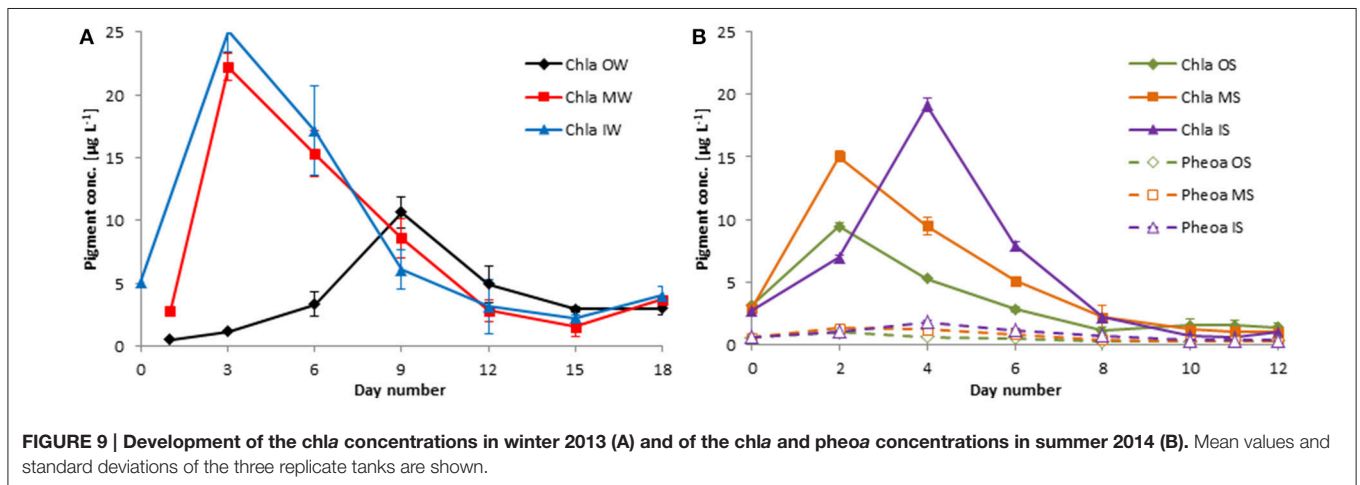 A
25
20
15
10
5
0
Pigment conc. [µg L-1]
0 3 6 9 12 15 18
Day number
Chla OW
Chla MW
Chla IW
B
25
20
15
10
5
0
Pigment conc. [µg L-1]
0 2 4 6 8 10 12
Day number
Chla OS
Chla MS
Chla IS
Pheoa OS
Pheoa MS
Pheoa IS
FIGURE 9 | Development of the chla concentrations in winter 2013 (A) and of the chla and pheoa concentrations in summer 2014 (B). Mean values and
standard deviations of the three replicate tanks are shown.